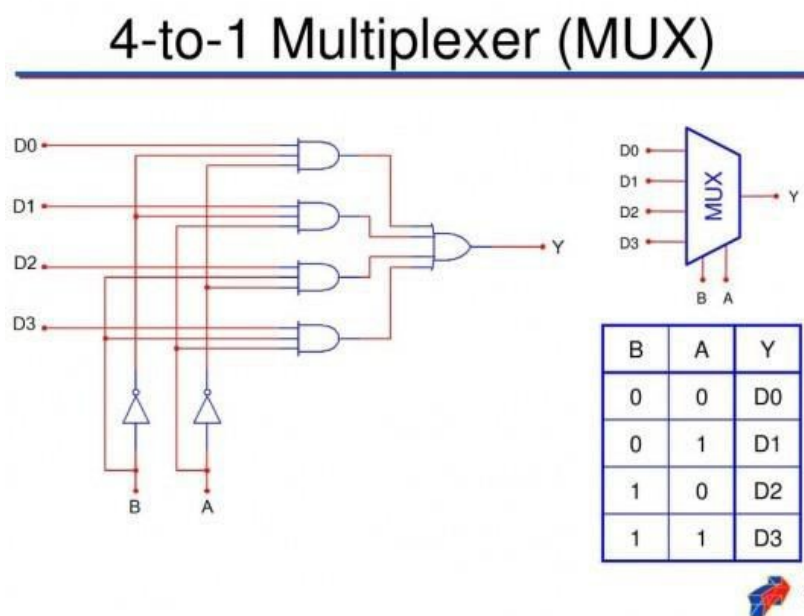 4-to-1 Multiplexer (MUX)
D0
D1
D2
D3
Y
B
A
D0
D1
D2
D3
MUX
Y
B A
B A Y
0 0 D0
0 1 D1
1 0 D2
1 1 D3